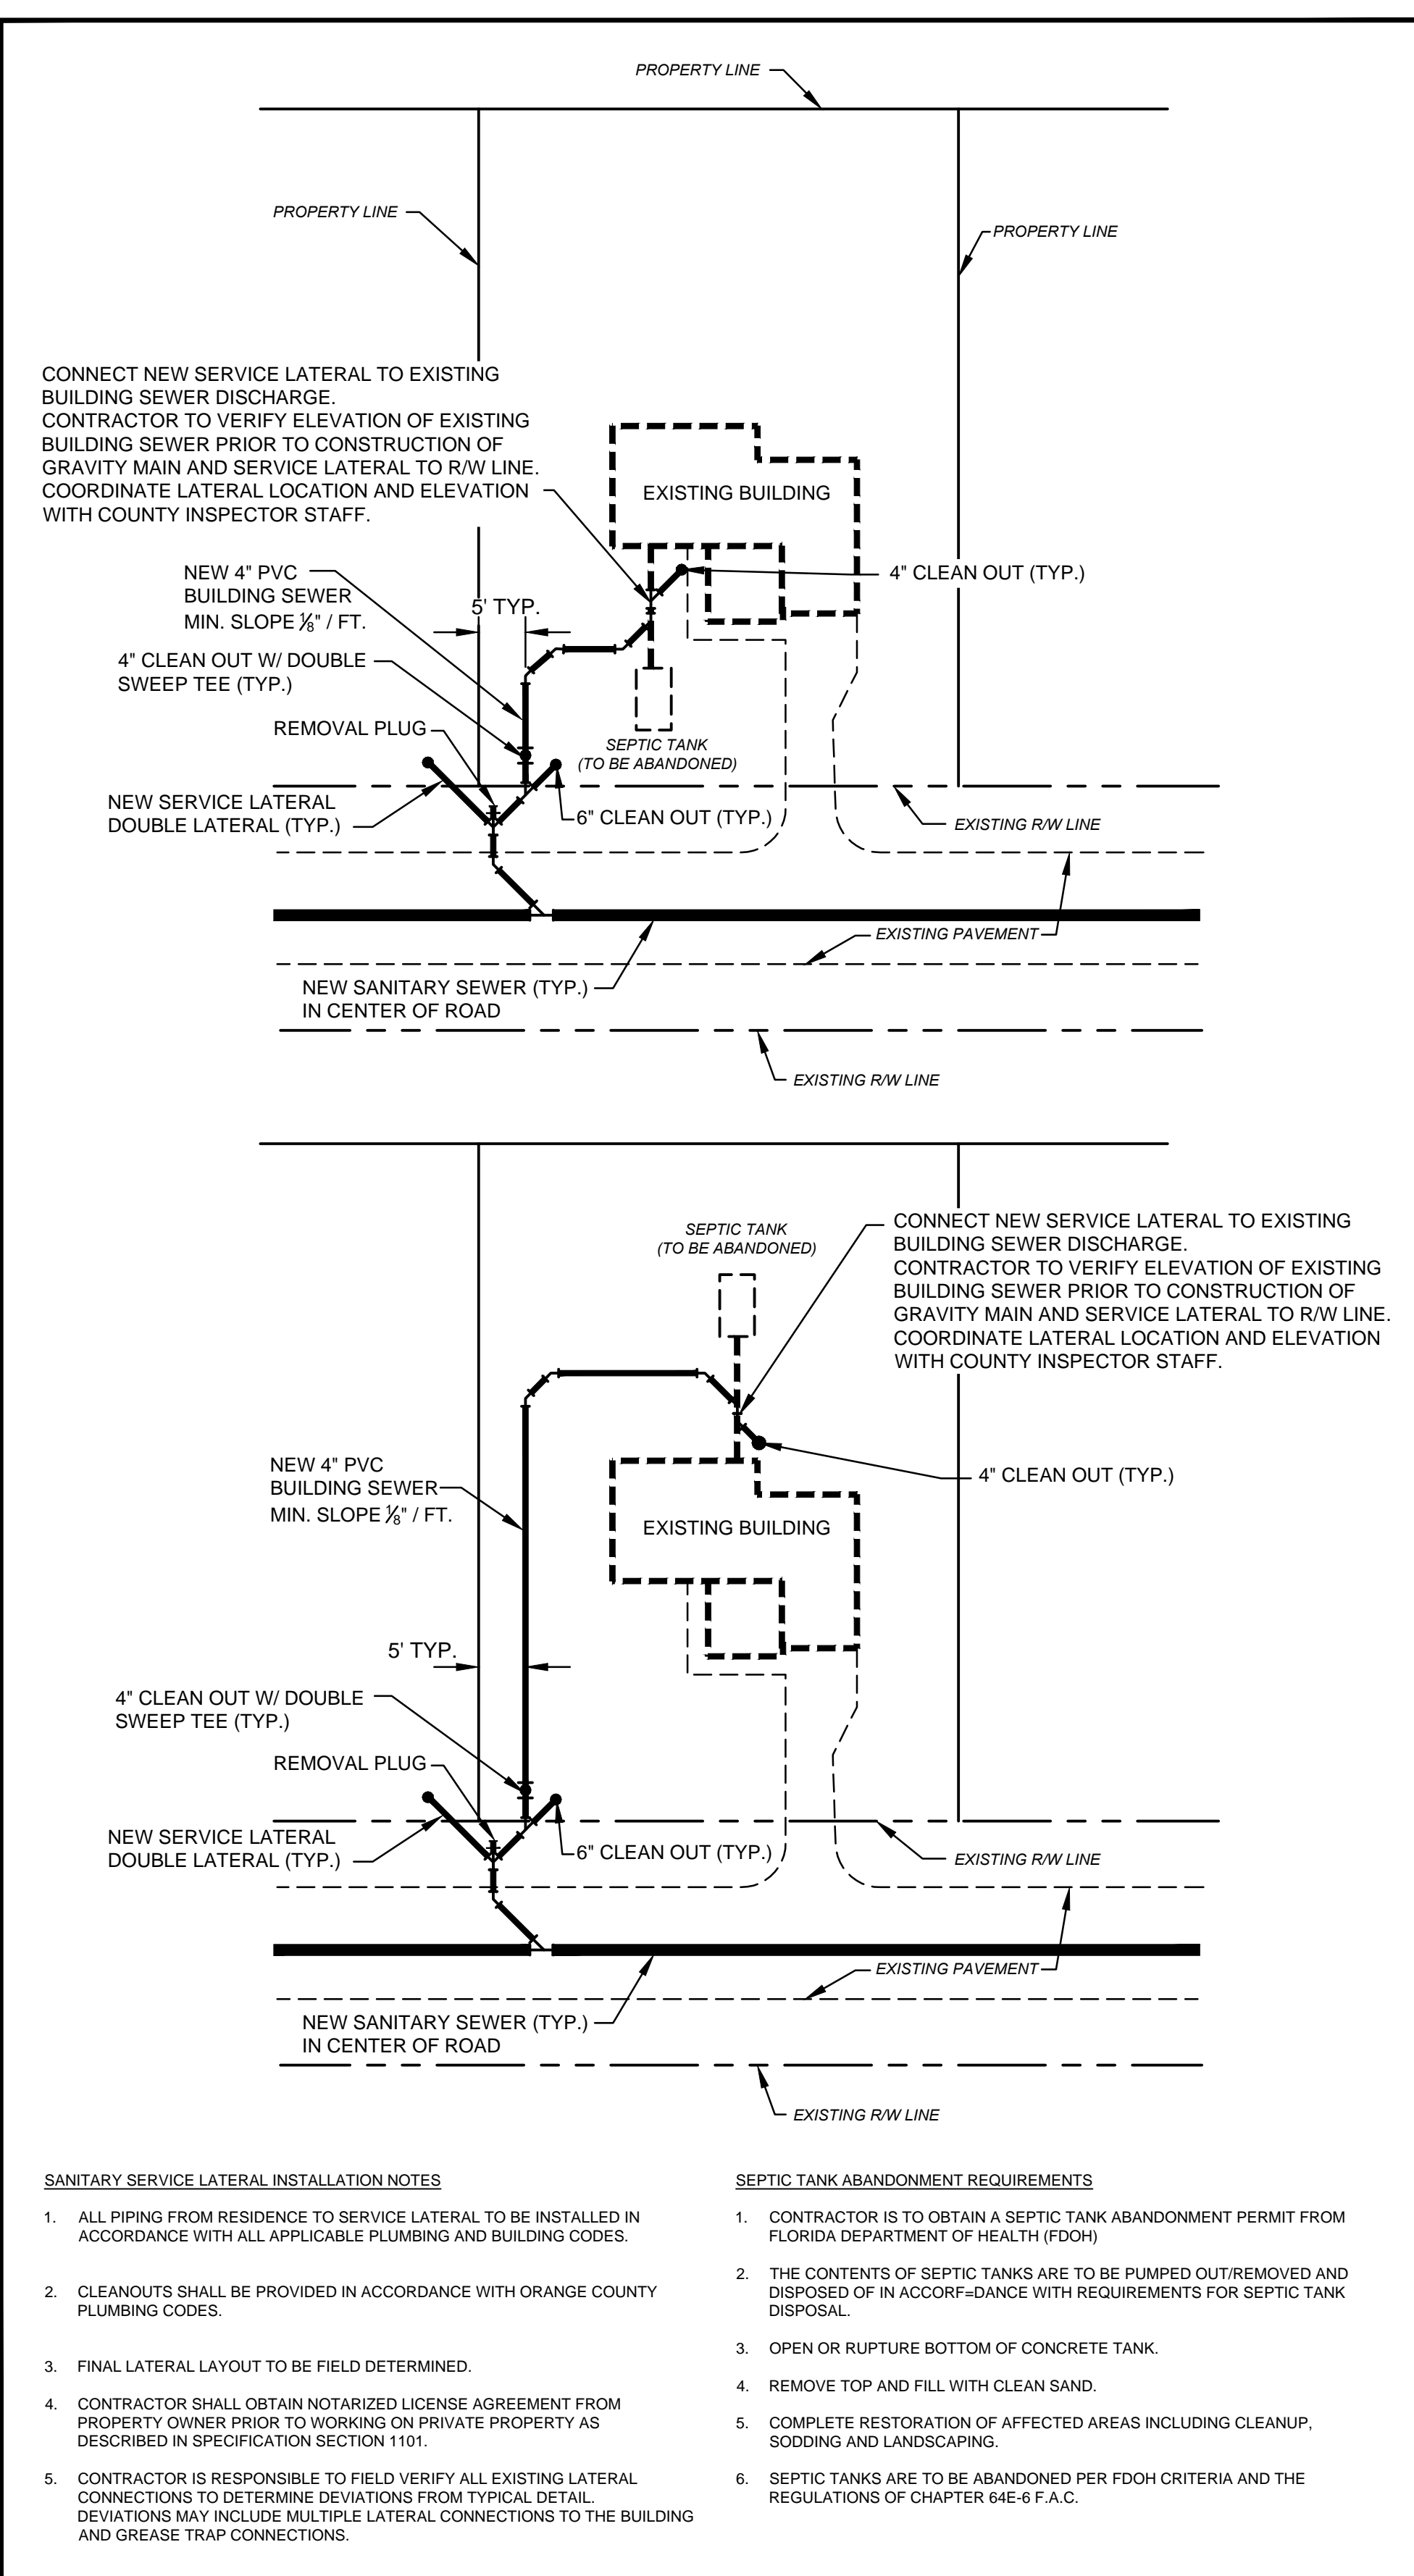 PROPERTY LINE
PROPERTY LINE
PROPERTY LINE
CONNECT NEW SERVICE LATERAL TO EXISTING
BUILDING SEWER DISCHARGE.
CONTRACTOR TO VERIFY ELEVATION OF EXISTING
BUILDING SEWER PRIOR TO CONSTRUCTION OF
GRAVITY MAIN AND SERVICE LATERAL TO R/W LINE.
COORDINATE LATERAL LOCATION AND ELEVATION
WITH COUNTY INSPECTOR STAFF.
EXISTING BUILDING
NEW 4" PVC
BUILDING SEWER
MIN. SLOPE ⅛" / FT.
5' TYP.
4" CLEAN OUT (TYP.)
4" CLEAN OUT W/ DOUBLE
SWEEP TEE (TYP.)
REMOVAL PLUG
SEPTIC TANK
(TO BE ABANDONED)
NEW SERVICE LATERAL
DOUBLE LATERAL (TYP.)
6" CLEAN OUT (TYP.)
EXISTING R/W LINE
EXISTING PAVEMENT
NEW SANITARY SEWER (TYP.)
IN CENTER OF ROAD
EXISTING R/W LINE
SEPTIC TANK
(TO BE ABANDONED)
CONNECT NEW SERVICE LATERAL TO EXISTING
BUILDING SEWER DISCHARGE.
CONTRACTOR TO VERIFY ELEVATION OF EXISTING
BUILDING SEWER PRIOR TO CONSTRUCTION OF
GRAVITY MAIN AND SERVICE LATERAL TO R/W LINE.
COORDINATE LATERAL LOCATION AND ELEVATION
WITH COUNTY INSPECTOR STAFF.
NEW 4" PVC
BUILDING SEWER
MIN. SLOPE ⅛" / FT.
4" CLEAN OUT (TYP.)
EXISTING BUILDING
5' TYP.
4" CLEAN OUT W/ DOUBLE
SWEEP TEE (TYP.)
REMOVAL PLUG
NEW SERVICE LATERAL
DOUBLE LATERAL (TYP.)
6" CLEAN OUT (TYP.)
EXISTING R/W LINE
EXISTING PAVEMENT
NEW SANITARY SEWER (TYP.)
IN CENTER OF ROAD
EXISTING R/W LINE
SANITARY SERVICE LATERAL INSTALLATION NOTES
1. ALL PIPING FROM RESIDENCE TO SERVICE LATERAL TO BE INSTALLED IN
ACCORDANCE WITH ALL APPLICABLE PLUMBING AND BUILDING CODES.
2. CLEANOUTS SHALL BE PROVIDED IN ACCORDANCE WITH ORANGE COUNTY
PLUMBING CODES.
3. FINAL LATERAL LAYOUT TO BE FIELD DETERMINED.
4. CONTRACTOR SHALL OBTAIN NOTARIZED LICENSE AGREEMENT FROM
PROPERTY OWNER PRIOR TO WORKING ON PRIVATE PROPERTY AS
DESCRIBED IN SPECIFICATION SECTION 1101.
5. CONTRACTOR IS RESPONSIBLE TO FIELD VERIFY ALL EXISTING LATERAL
CONNECTIONS TO DETERMINE DEVIATIONS FROM TYPICAL DETAIL.
DEVIATIONS MAY INCLUDE MULTIPLE LATERAL CONNECTIONS TO THE BUILDING
AND GREASE TRAP CONNECTIONS.
SEPTIC TANK ABANDONMENT REQUIREMENTS
1. CONTRACTOR IS TO OBTAIN A SEPTIC TANK ABANDONMENT PERMIT FROM
FLORIDA DEPARTMENT OF HEALTH (FDOH)
2. THE CONTENTS OF SEPTIC TANKS ARE TO BE PUMPED OUT/REMOVED AND
DISPOSED OF IN ACCORF=DANCE WITH REQUIREMENTS FOR SEPTIC TANK
DISPOSAL.
3. OPEN OR RUPTURE BOTTOM OF CONCRETE TANK.
4. REMOVE TOP AND FILL WITH CLEAN SAND.
5. COMPLETE RESTORATION OF AFFECTED AREAS INCLUDING CLEANUP,
SODDING AND LANDSCAPING.
6. SEPTIC TANKS ARE TO BE ABANDONED PER FDOH CRITERIA AND THE
REGULATIONS OF CHAPTER 64E-6 F.A.C.